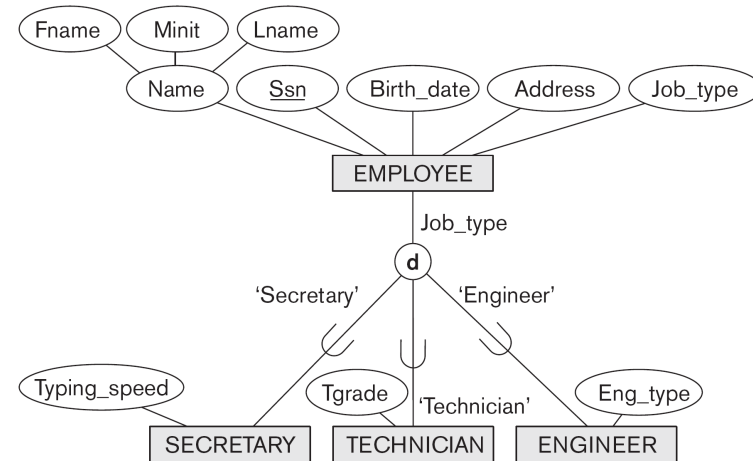 Fname Minit Lname
Name Ssn Birth_date Address Job_type
EMPLOYEE
Job_type
d
‘Secretary’ ‘Engineer’
Typing_speed Tgrade Eng_type
‘Technician’
SECRETARY TECHNICIAN ENGINEER